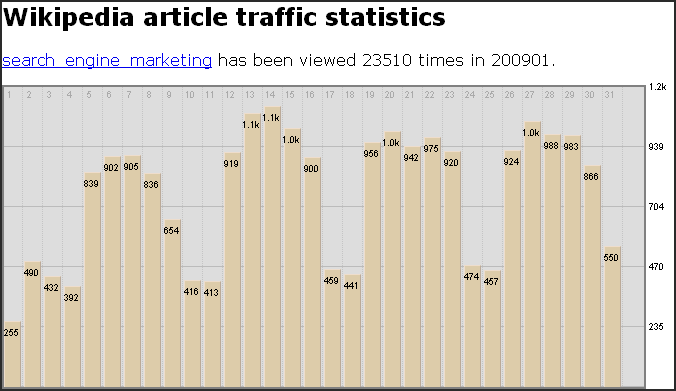 Wikipedia article traffic statistics
search_engine_marketing has been viewed 23510 times in 200901.
1.2k
1 2 3 4 5 6 7 8 9 10 11 12 13 14 15 16 17 18 19 20 21 22 23 24 25 26 27 28 29 30 31
939
704
470
235
255 490 432 392 839 902 905 836 654 416 413 919 1.1k 1.1k 1.0k 900 459 441 956 1.0k 942 975 920 474 457 924 1.0k 988 983 866 550